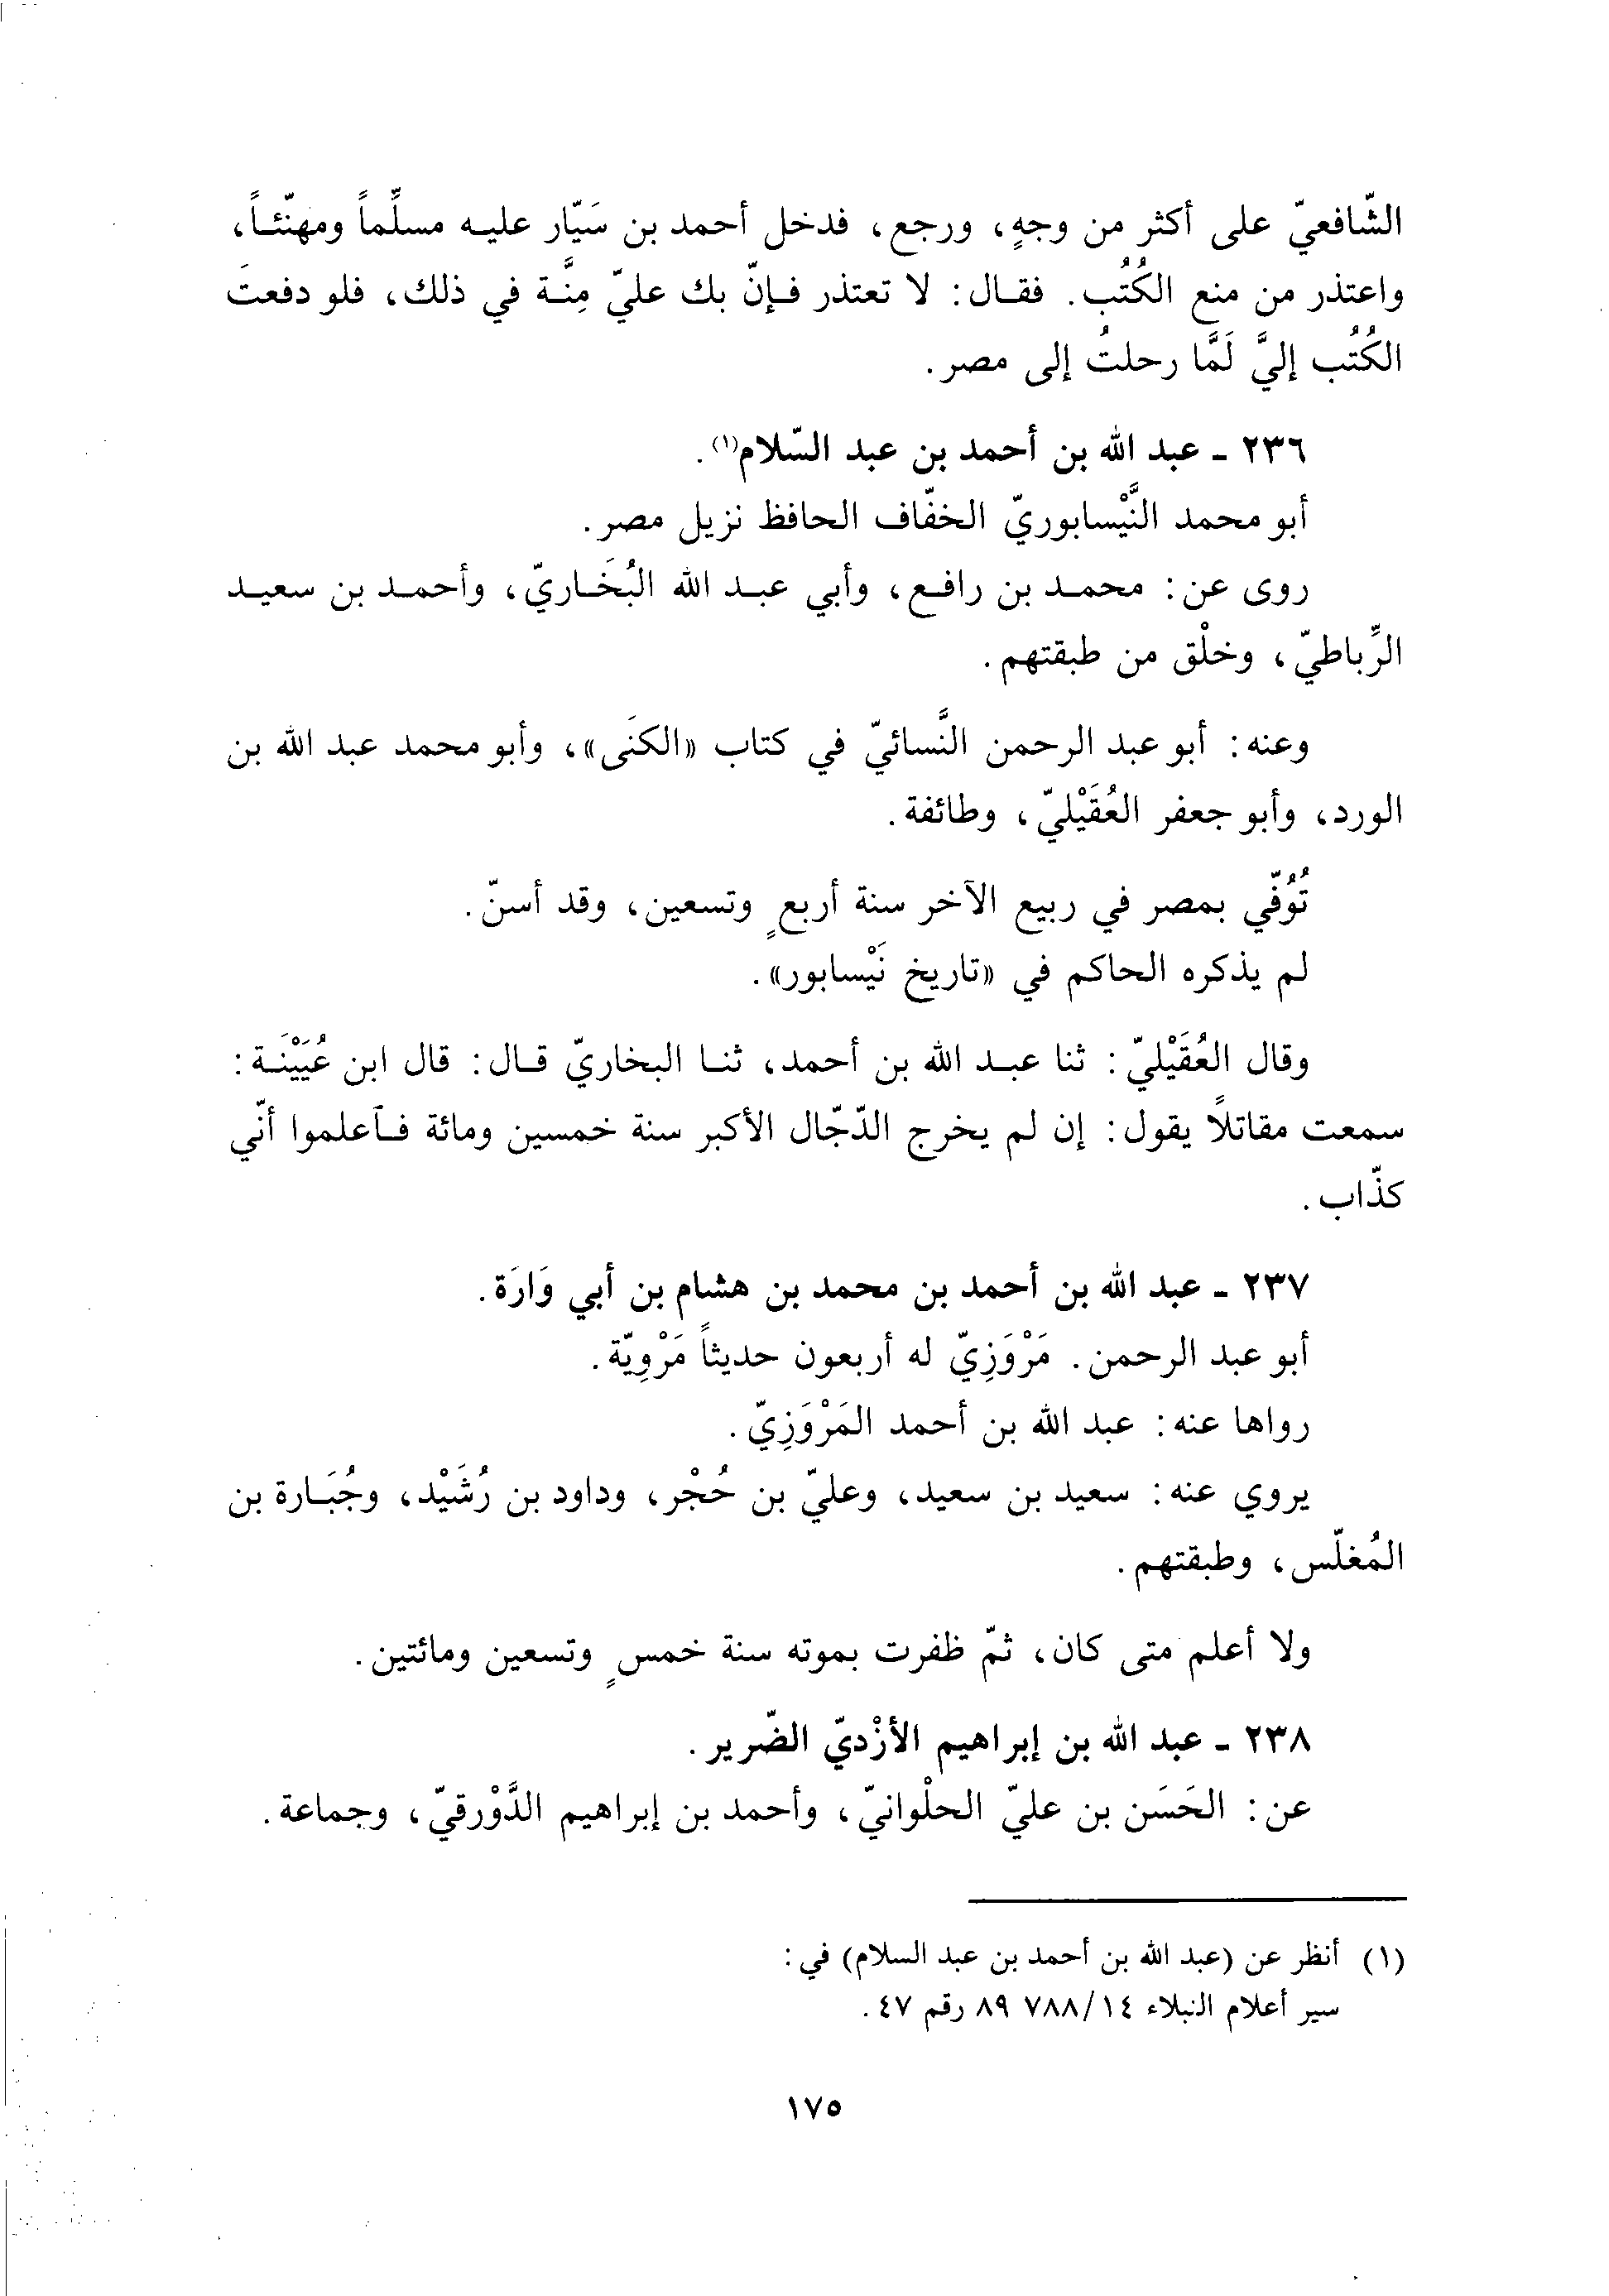 الشّافعيّ على أكثر من وجهٍ، ورجع، فدخل أحمد بن سَيّار عليه مسلِّماً ومهنّئاً،
واعتذر من منع الكُتُب. فقال: لا تعتذر فإنّ بك عليّ مِنَّة في ذلك، فلو دفعتَ
الكُتُب إليَّ لَمَّا رحلتُ إلى مصر.
٢٣٦ - عبد الله بن أحمد بن عبد السّلام(١).
أبو محمد النَّيْسابوريّ الخفّاف الحافظ نزيل مصر.
روى عن: محمد بن رافع، وأبي عبد الله البُخَاريّ، وأحمد بن سعيد
الرِّباطيّ، وخلْق من طبقتهم.
وعنه: أبو عبد الرحمن النَّسائيّ في كتاب «الكنَى»، وأبو محمد عبد الله بن
الورد، وأبو جعفر العُقَيْليّ، وطائفة.
تُوُفّي بمصر في ربيع الآخر سنة أربعٍ وتسعين، وقد أسنّ.
لم يذكره الحاكم في «تاريخ نَيْسابور».
وقال العُقَيْليّ: ثنا عبد الله بن أحمد، ثنا البخاريّ قال: قال ابن عُيَيْنَة:
سمعت مقاتلاً يقول: إن لم يخرج الدّجّال الأكبر سنة خمسين ومائة فآعلموا أنّي
كذّاب.
٢٣٧ - عبد الله بن أحمد بن محمد بن هشام بن أبي وَارَة.
أبو عبد الرحمن. مَرْوَزِيّ له أربعون حديثاً مَرْوِيّة.
رواها عنه: عبد الله بن أحمد المَرْوَزِيّ.
يروي عنه: سعيد بن سعيد، وعليّ بن حُجْر، وداود بن رُشَيْد، وجُبَارة بن
المُغلّس، وطبقتهم.
ولا أعلم متى كان، ثمّ ظفرت بموته سنة خمسٍ وتسعين ومائتين.
٢٣٨ - عبد الله بن إبراهيم الأزْديّ الضّرير.
عن: الحَسَن بن عليّ الحلْوانيّ، وأحمد بن إبراهيم الدَّوْرقيّ، وجماعة.
(١) أنظر عن (عبد الله بن أحمد بن عبد السلام) في:
سير أعلام النبلاء ١٤/٧٨٨ ٨٩ رقم ٤٧.
١٧٥